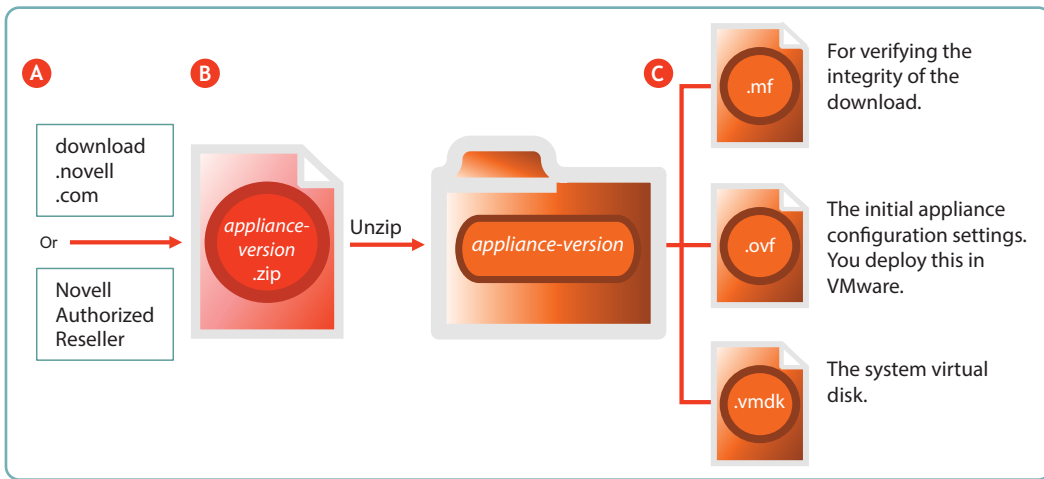 A
B
C
download
.novell
.com
Or
Novell
Authorized
Reseller
appliance-
version
.zip
Unzip
appliance-version
.mf
For verifying the
integrity of the
download.
.ovf
The initial appliance
configuration settings.
You deploy this in
VMware.
.vmdk
The system virtual
disk.